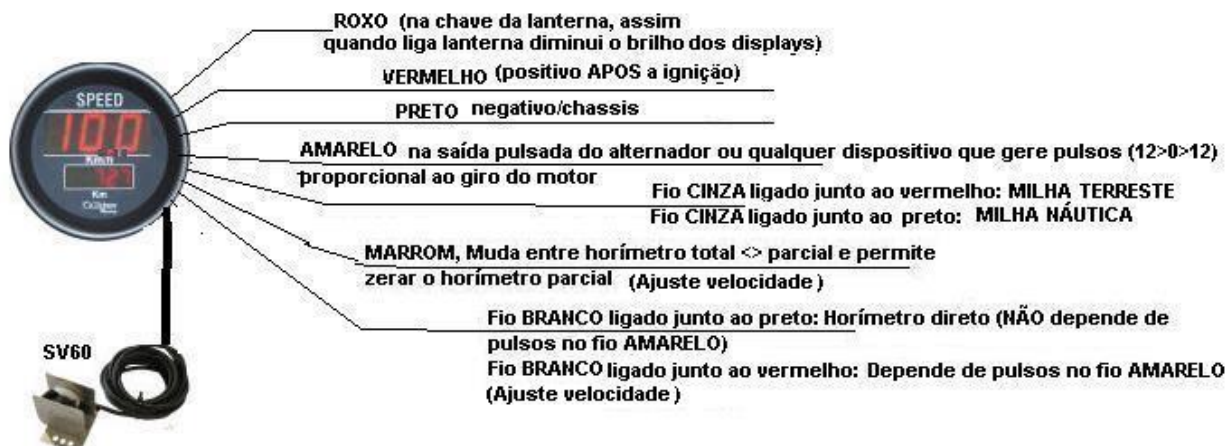 ROXO (na chave da lanterna, assim
quando liga lanterna diminui o brilho dos displays)
VERMELHO (positivo APOS a ignição)
PRETO negativo/chassis
AMARELO na saída pulsada do alternador ou qualquer dispositivo que gere pulsos (12>0>12)
proporcional ao giro do motor
Fio CINZA ligado junto ao vermelho: MILHA TERRESTE
Fio CINZA ligado junto ao preto: MILHA NÁUTICA
MARROM, Muda entre horímetro total <> parcial e permite
zerar o horímetro parcial (Ajuste velocidade )
Fio BRANCO ligado junto ao preto: Horímetro direto (NÃO depende de
pulsos no fio AMARELO)
Fio BRANCO ligado junto ao vermelho: Depende de pulsos no fio AMARELO
(Ajuste velocidade )
SPEED
10.0
Km/h
Km
SV60